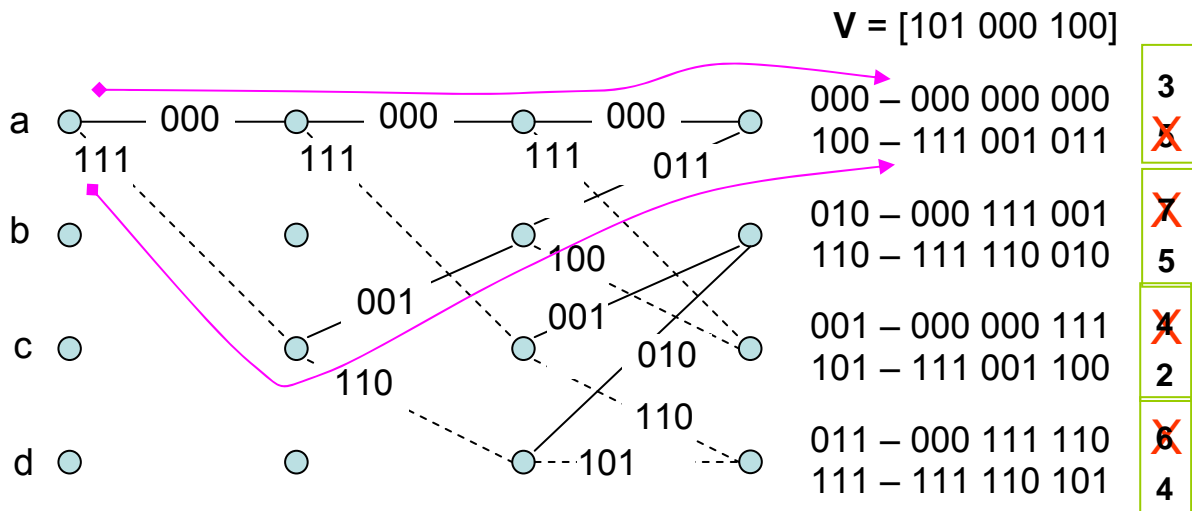 V = [101 000 100]
3
000 – 000 000 000
a 000 000 000
100 – 111 001 011
5
111 111 111 011
010 – 000 111 001
7
b
110 – 111 110 010
5
100
001 001
001 – 000 000 111
4
c
010
101 – 111 001 100
2
110
110
011 – 000 111 110
6
d 101
111 – 111 110 101
4